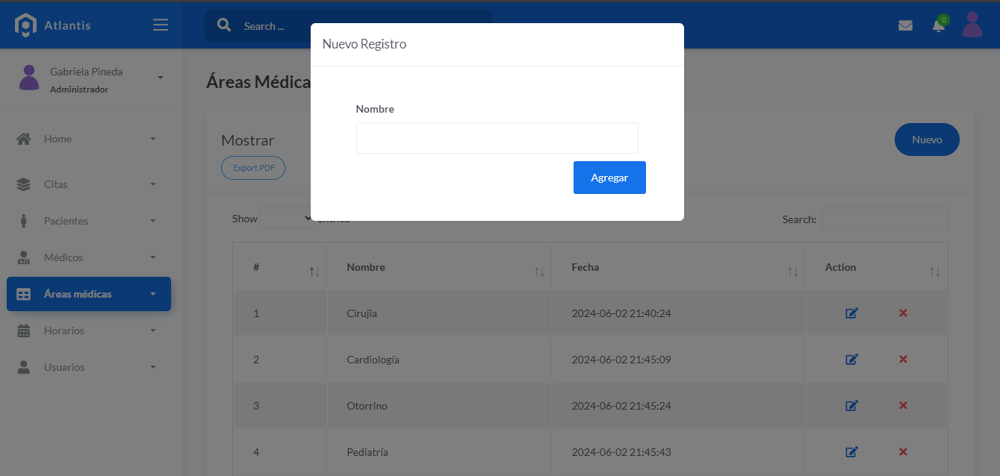 Atlantis
Search ...
0
Gabriela Pineda
Administrador
Home
Citas
Pacientes
Médicos
Áreas médicas
Horarios
Usuarios
Áreas Médica
Nuevo Registro
Nombre
Agregar
Mostrar
Export PDF
Nuevo
Show entries
Search:
# Nombre Fecha Action
1 Cirujia 2024-06-02 21:40:24
2 Cardiología 2024-06-02 21:45:09
3 Otorrino 2024-06-02 21:45:24
4 Pediatría 2024-06-02 21:45:43